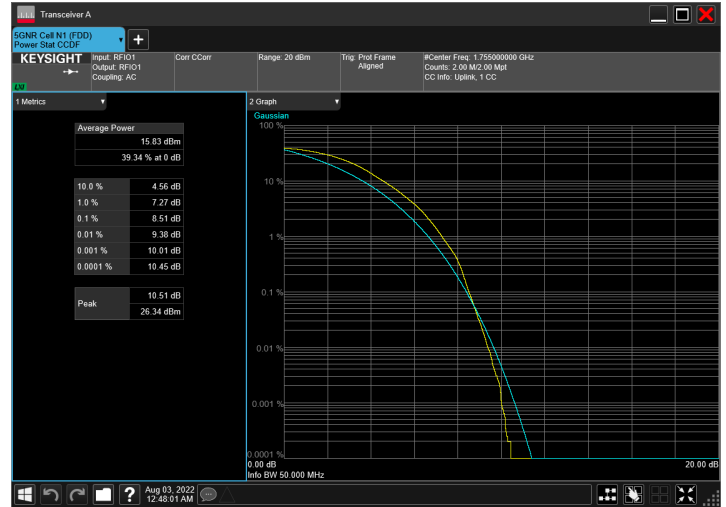 Transceiver A
5GNR Cell N1 (FDD)
Power Stat CCDF
KEYSIGHT
LXI
Input: RFIO1
Output: RFIO1
Coupling: AC
Corr CCorr
Range: 20 dBm
Trig: Prot Frame
Aligned
#Center Freq: 1.755000000 GHz
Counts: 2.00 M/2.00 Mpt
CC Info: Uplink, 1 CC
1 Metrics
Average Power
15.83 dBm
39.34 % at 0 dB
10.0 % 4.56 dB
1.0 % 7.27 dB
0.1 % 8.51 dB
0.01 % 9.38 dB
0.001 % 10.01 dB
0.0001 % 10.45 dB
Peak
10.51 dB
26.34 dBm
2 Graph
Gaussian
100 %
10 %
1 %
0.1 %
0.01 %
0.001 %
0.0001 %
0.00 dB 20.00 dB
Info BW 50.000 MHz
? Aug 03, 2022
12:48:01 AM